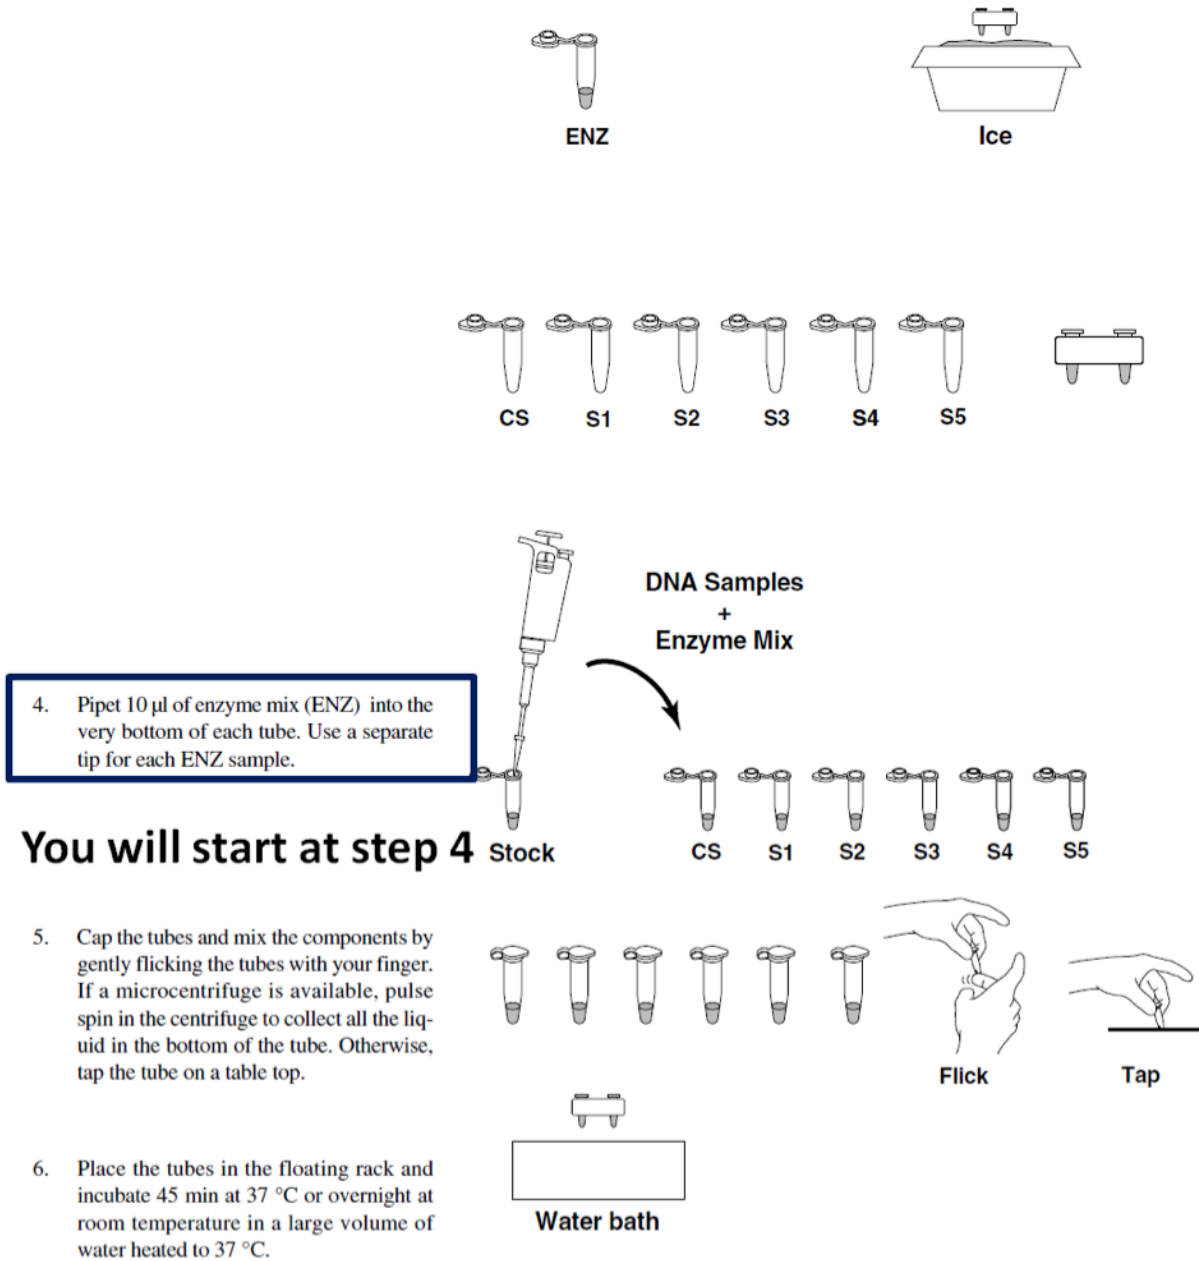 ENZ
Ice
CS S1 S2 S3 S4 S5
DNA Samples
+
Enzyme Mix
4. Pipet 10 µl of enzyme mix (ENZ) into the
very bottom of each tube. Use a separate
tip for each ENZ sample.
You will start at step 4
Stock
CS S1 S2 S3 S4 S5
5. Cap the tubes and mix the components by
gently flicking the tubes with your finger.
If a microcentrifuge is available, pulse
spin in the centrifuge to collect all the liq-
uid in the bottom of the tube. Otherwise,
tap the tube on a table top.
Flick
Tap
6. Place the tubes in the floating rack and
incubate 45 min at 37 °C or overnight at
room temperature in a large volume of
water heated to 37 °C.
Water bath